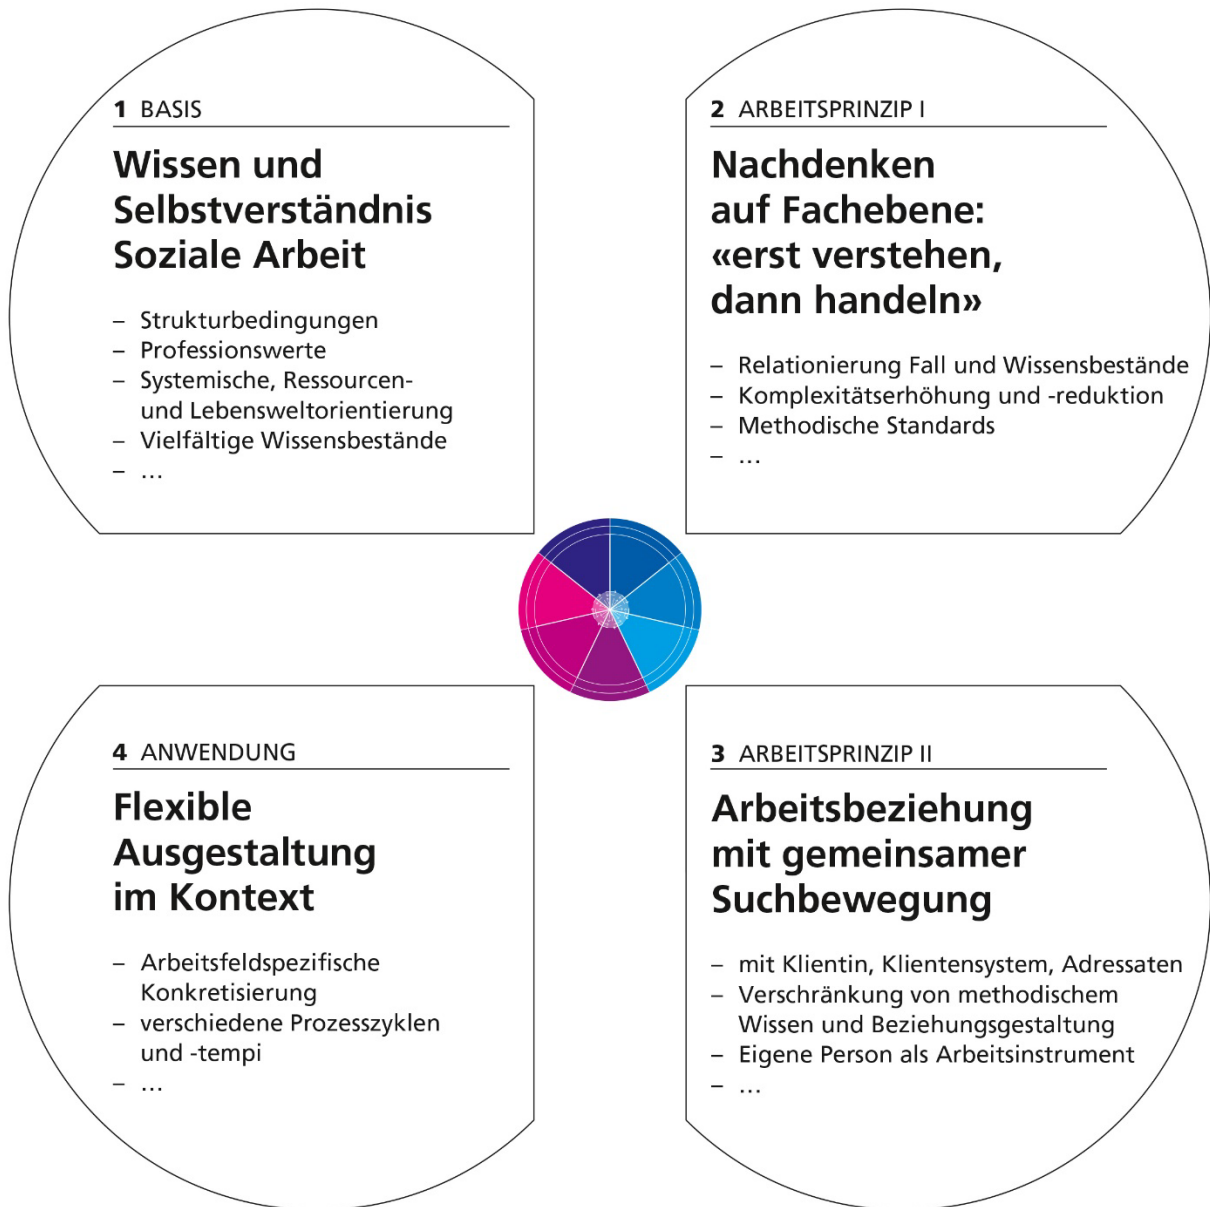 1 BASIS
Wissen und
Selbstverständnis
Soziale Arbeit
– Strukturbedingungen
– Professionswerte
– Systemische, Ressourcen-
und Lebensweltorientierung
– Vielfältige Wissensbestände
– …
2 ARBEITSPRINZIP I
Nachdenken
auf Fachebene:
«erst verstehen,
dann handeln»
– Relationierung Fall und Wissensbestände
– Komplexitätserhöhung und -reduktion
– Methodische Standards
– …
3 ARBEITSPRINZIP II
Arbeitsbeziehung
mit gemeinsamer
Suchbewegung
– mit Klientin, Klientensystem, Adressaten
– Verschränkung von methodischem
Wissen und Beziehungsgestaltung
– Eigene Person als Arbeitsinstrument
– …
4 ANWENDUNG
Flexible
Ausgestaltung
im Kontext
– Arbeitsfeldspezifische
Konkretisierung
– verschiedene Prozesszyklen
und -tempi
– …